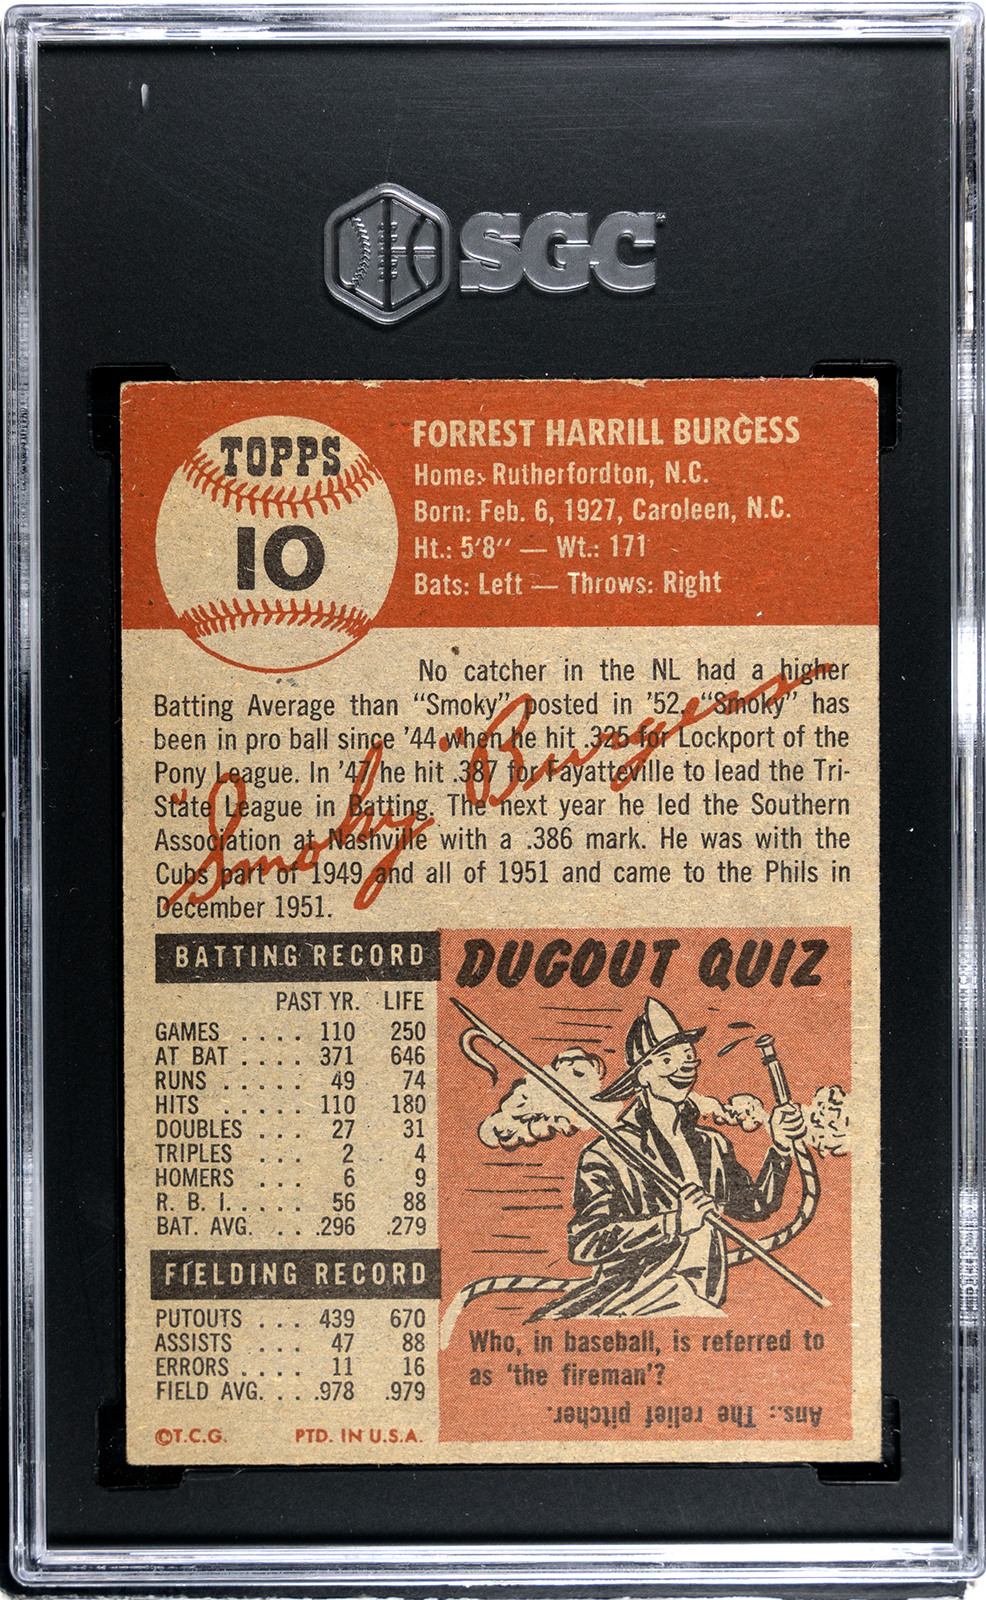 SGC
TOPPS
10
FORREST HARRILL BURGESS
Home: Rutherfordton, N.C.
Born: Feb. 6, 1927, Caroleen, N.C.
Ht.: 5'8" — Wt.: 171
Bats: Left — Throws: Right
No catcher in the NL had a higher
Batting Average than "Smoky" posted in '52. "Smoky" has
been in pro ball since '44 when he hit .325 for Lockport of the
Pony League. In '47 he hit .387 for Fayatteville to lead the Tri-
State League in Batting. The next year he led the Southern
Association at Nashville with a .386 mark. He was with the
Cubs part of 1949 and all of 1951 and came to the Phils in
December 1951.
"Smoky" Burgess
BATTING RECORD
PAST YR. LIFE
GAMES . . . . 110 250
AT BAT . . . . 371 646
RUNS . . . . . 49 74
HITS . . . . . 110 180
DOUBLES . . . 27 31
TRIPLES . . . 2 4
HOMERS . . . 6 9
R. B. I. . . . . 56 88
BAT. AVG. . . . .296 .279
FIELDING RECORD
PUTOUTS . . . 439 670
ASSISTS . . . 47 88
ERRORS . . . . 11 16
FIELD AVG. . . .978 .979
©T.C.G. PTD. IN U.S.A.
DUGOUT QUIZ
Who, in baseball, is referred to
as 'the fireman'?
Ans.: The relief pitcher.